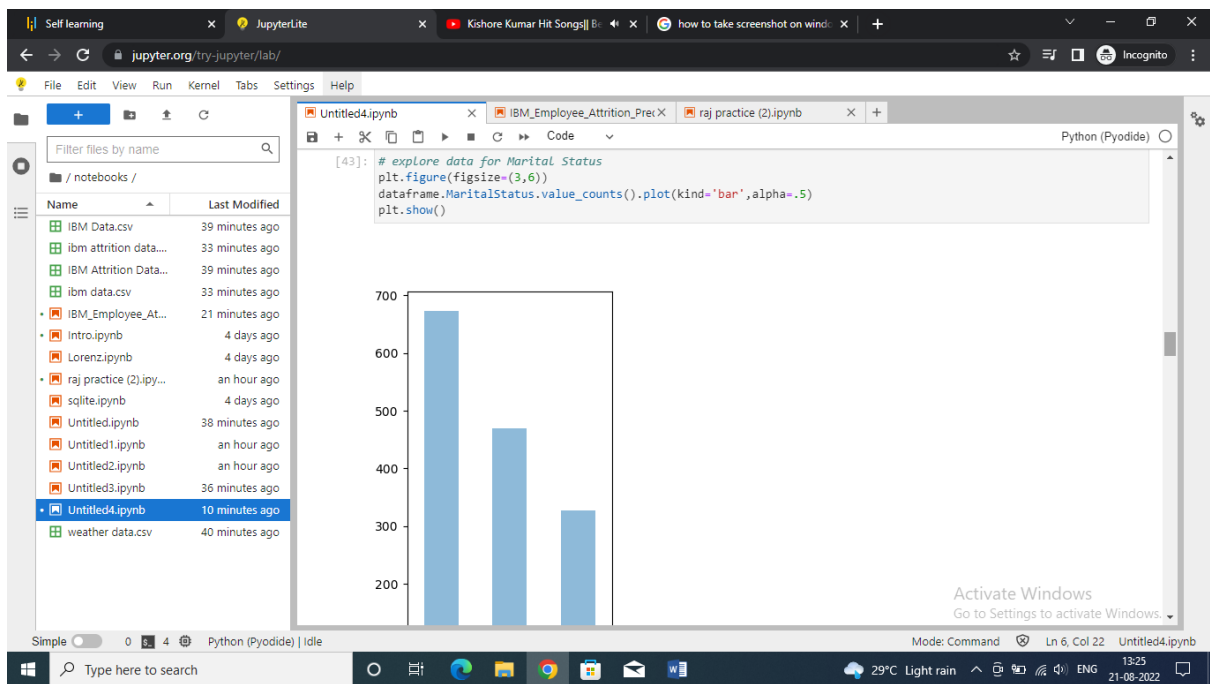 Self learning
JupyterLite
Kishore Kumar Hit Songs|| Be
how to take screenshot on windo
jupyter.org/try-jupyter/lab/
Incognito
File Edit View Run Kernel Tabs Settings Help
Untitled4.ipynb
IBM_Employee_Attrition_Prec
raj practice (2).ipynb
Code
Python (Pyodide)
Filter files by name
/ notebooks /
Name Last Modified
IBM Data.csv 39 minutes ago
ibm attrition data.... 33 minutes ago
IBM Attrition Data... 39 minutes ago
ibm data.csv 33 minutes ago
IBM_Employee_At... 21 minutes ago
Intro.ipynb 4 days ago
Lorenz.ipynb 4 days ago
raj practice (2).ipy... an hour ago
sqlite.ipynb 4 days ago
Untitled.ipynb 38 minutes ago
Untitled1.ipynb an hour ago
Untitled2.ipynb an hour ago
Untitled3.ipynb 36 minutes ago
Untitled4.ipynb 10 minutes ago
weather data.csv 40 minutes ago
[43]: # explore data for Marital Status
plt.figure(figsize=(3,6))
dataframe.MaritalStatus.value_counts().plot(kind='bar',alpha=.5)
plt.show()
700
600
500
400
300
200
Activate Windows
Go to Settings to activate Windows.
Simple 0 $_ 4 Python (Pyodide) | Idle
Mode: Command Ln 6, Col 22 Untitled4.ipynb
Type here to search
29°C Light rain ENG
13:25
21-08-2022